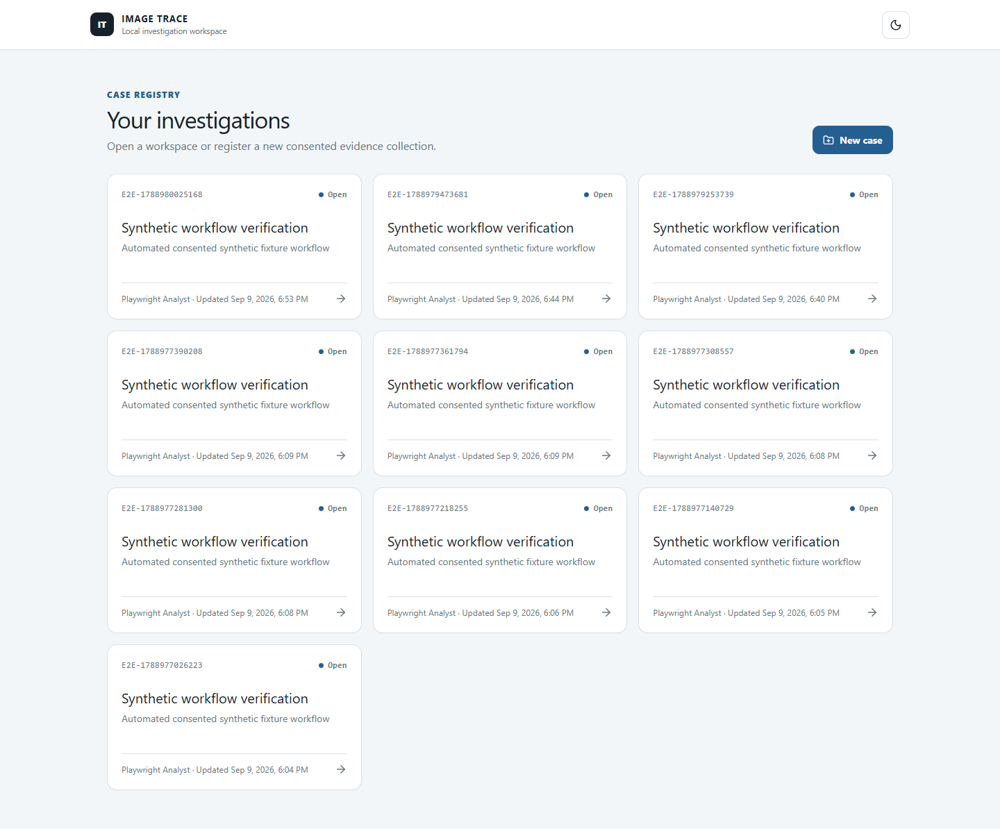 IT
IMAGE TRACE
Local investigation workspace
CASE REGISTRY
Your investigations
Open a workspace or register a new consented evidence collection.
New case
E2E-1788980025168
Open
Synthetic workflow verification
Automated consented synthetic fixture workflow
Playwright Analyst · Updated Sep 9, 2026, 6:53 PM
E2E-1788979473681
Open
Synthetic workflow verification
Automated consented synthetic fixture workflow
Playwright Analyst · Updated Sep 9, 2026, 6:44 PM
E2E-1788979253739
Open
Synthetic workflow verification
Automated consented synthetic fixture workflow
Playwright Analyst · Updated Sep 9, 2026, 6:40 PM
E2E-1788977390208
Open
Synthetic workflow verification
Automated consented synthetic fixture workflow
Playwright Analyst · Updated Sep 9, 2026, 6:09 PM
E2E-1788977361794
Open
Synthetic workflow verification
Automated consented synthetic fixture workflow
Playwright Analyst · Updated Sep 9, 2026, 6:09 PM
E2E-1788977308557
Open
Synthetic workflow verification
Automated consented synthetic fixture workflow
Playwright Analyst · Updated Sep 9, 2026, 6:08 PM
E2E-1788977281300
Open
Synthetic workflow verification
Automated consented synthetic fixture workflow
Playwright Analyst · Updated Sep 9, 2026, 6:08 PM
E2E-1788977218255
Open
Synthetic workflow verification
Automated consented synthetic fixture workflow
Playwright Analyst · Updated Sep 9, 2026, 6:06 PM
E2E-1788977140729
Open
Synthetic workflow verification
Automated consented synthetic fixture workflow
Playwright Analyst · Updated Sep 9, 2026, 6:05 PM
E2E-1788977026223
Open
Synthetic workflow verification
Automated consented synthetic fixture workflow
Playwright Analyst · Updated Sep 9, 2026, 6:04 PM